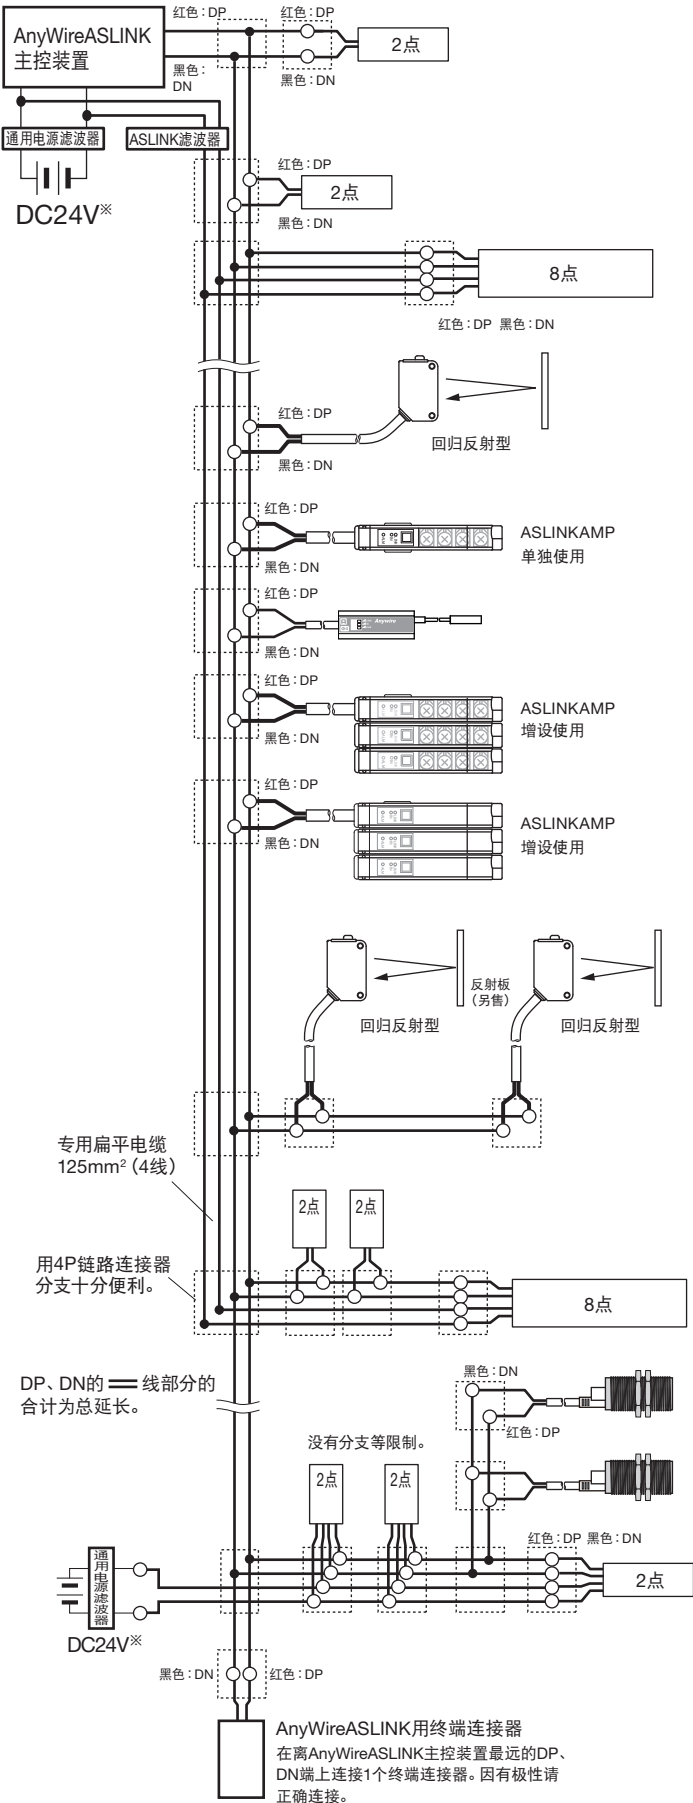 红色：DP
红色：DP
AnyWireASLINK
主控装置
2点
黑色：
DN
黑色：DN
通用电源滤波器
ASLINK滤波器
DC24V※
红色：DP
2点
黑色：DN
8点
红色：DP 黑色：DN
红色：DP
回归反射型
黑色：DN
红色：DP
ASLINKAMP
单独使用
黑色：DN
红色：DP
Anywire
黑色：DN
红色：DP
ASLINKAMP
增设使用
黑色：DN
红色：DP
ASLINKAMP
增设使用
黑色：DN
反射板
（另售）
回归反射型
回归反射型
专用扁平电缆
125mm²（4线）
2点
2点
用4P链路连接器
分支十分便利。
8点
DP、DN的 线部分的
合计为总延长。
黑色：DN
红色：DP
没有分支等限制。
2点
2点
红色：DP 黑色：DN
通用电源滤波器
2点
DC24V※
黑色：DN
红色：DP
AnyWireASLINK用终端连接器
在离AnyWireASLINK主控装置最远的DP、
DN端上连接1个终端连接器。因有极性请
正确连接。